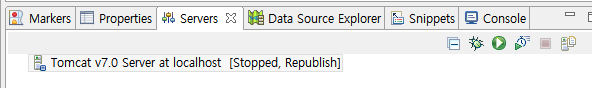 Markers Properties Servers Data Source Explorer Snippets Console
Tomcat v7.0 Server at localhost [Stopped, Republish]